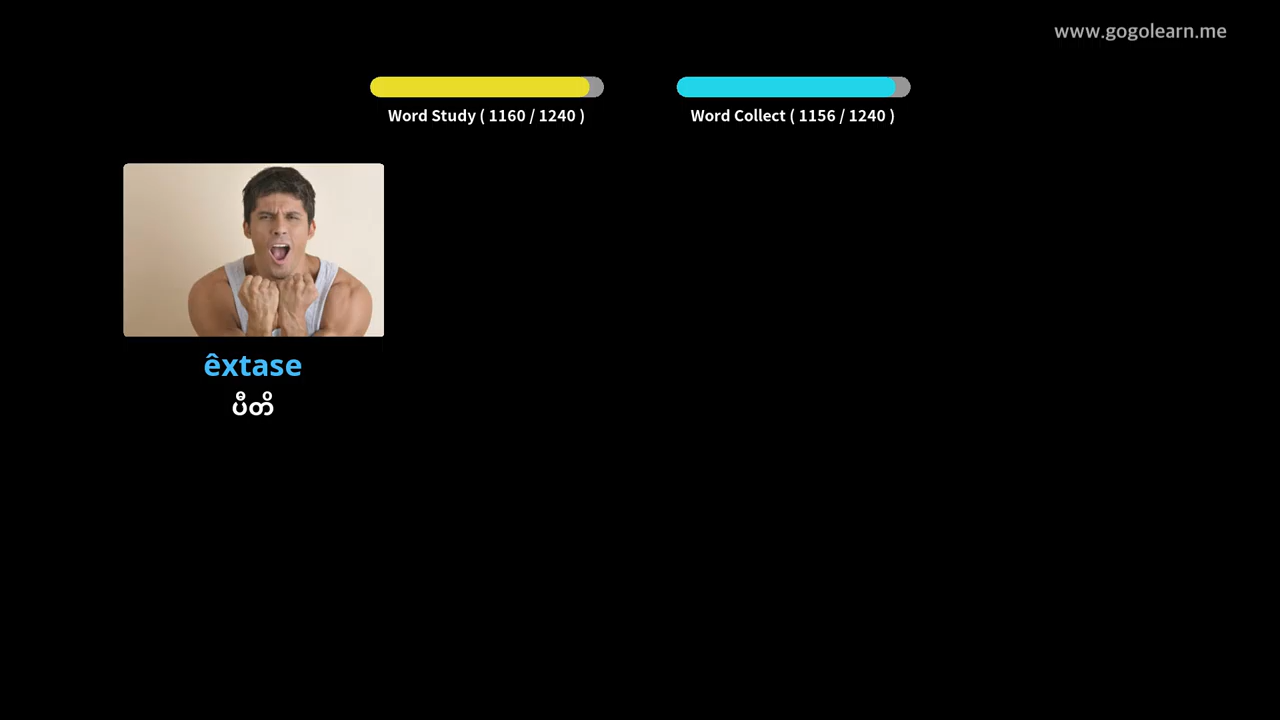 www.gogolearn.me
Word Study ( 1160 / 1240 )
Word Collect ( 1156 / 1240 )
êxtase
ပီတိ